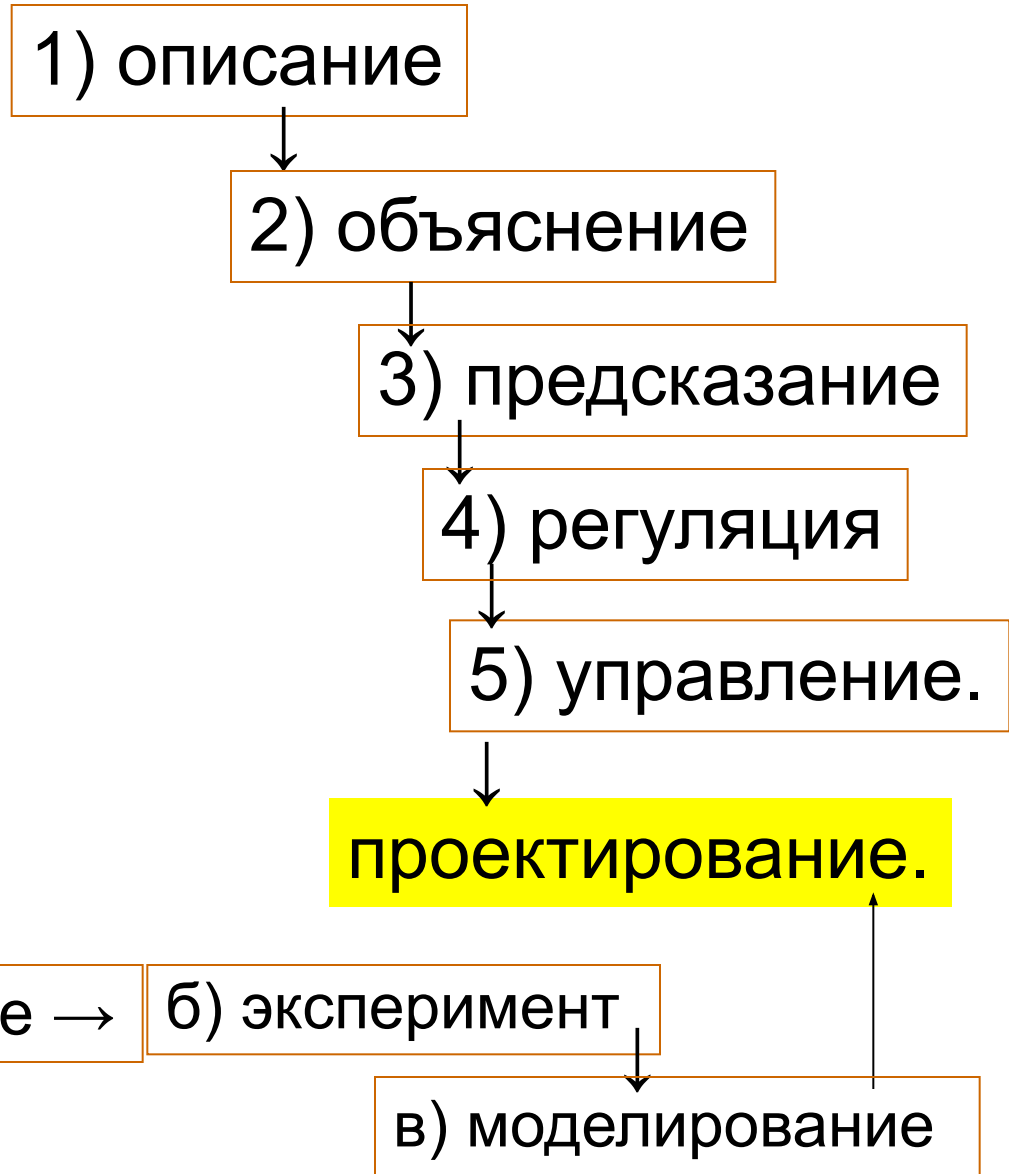 1) описание
2) объяснение
3) предсказание
4) регуляция
5) управление.
проектирование.
е → б) эксперимент
в) моделирование